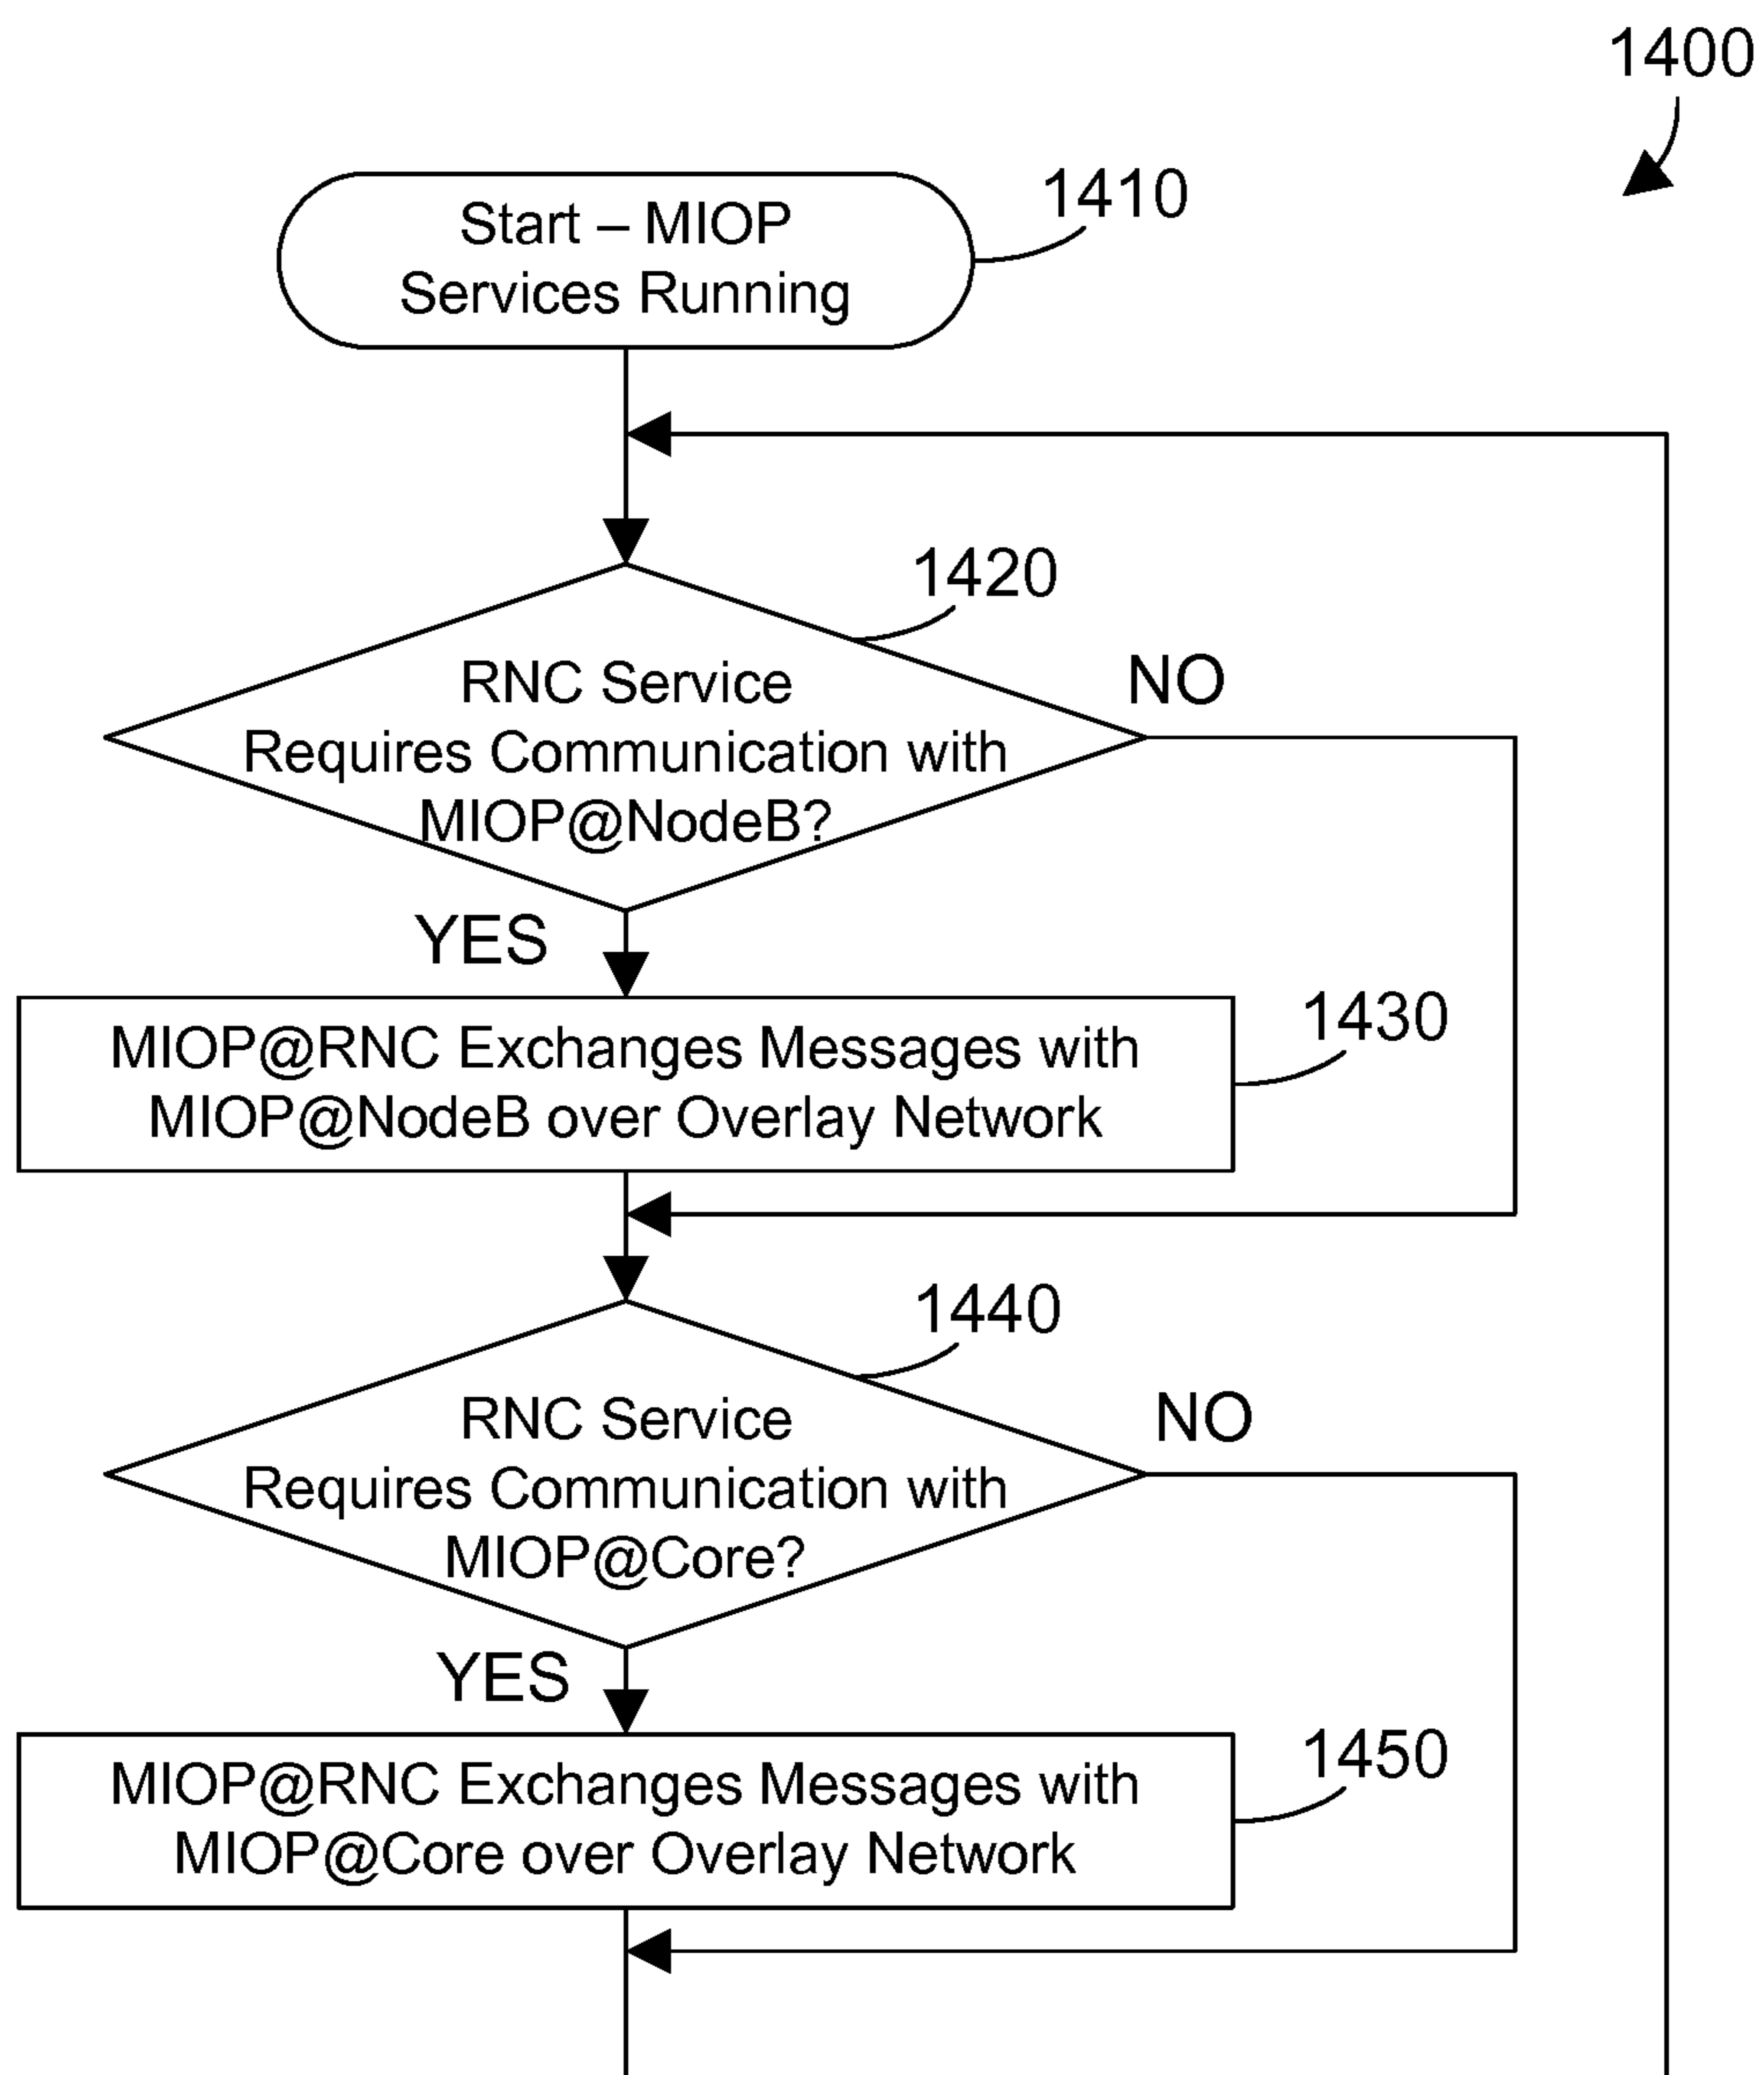 1400
Start – MIOP
Services Running
1410
1420
RNC Service
Requires Communication with
MIOP@NodeB?
NO
YES
1430
MIOP@RNC Exchanges Messages with
MIOP@NodeB over Overlay Network
1440
RNC Service
Requires Communication with
MIOP@Core?
NO
YES
1450
MIOP@RNC Exchanges Messages with
MIOP@Core over Overlay Network